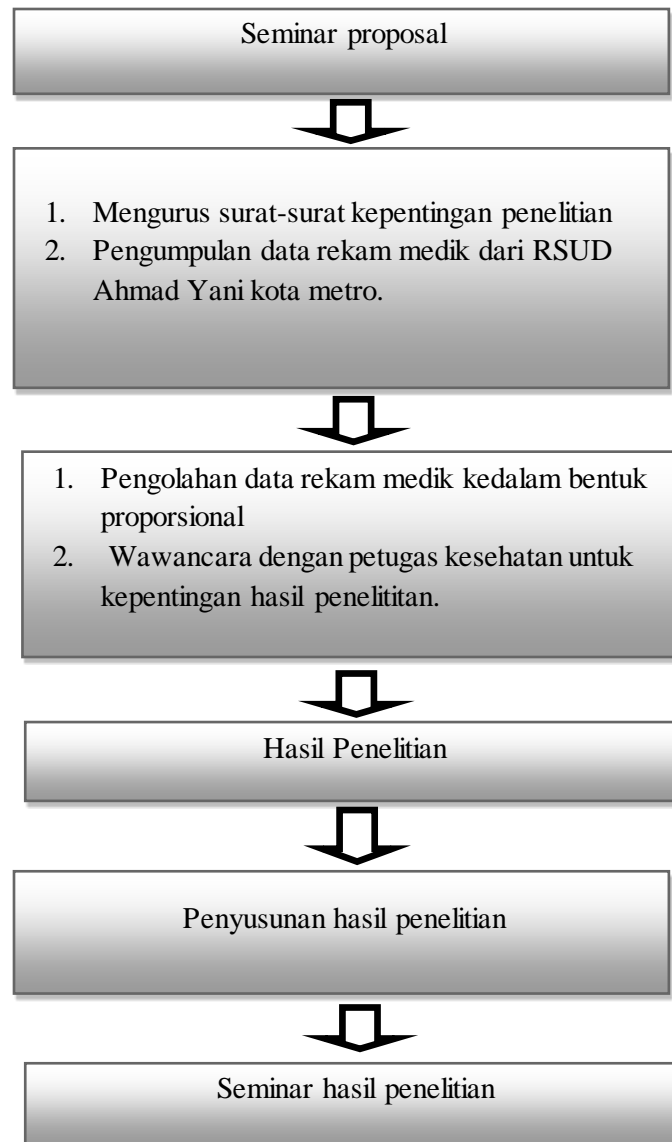 Seminar proposal
1. Mengurus surat-surat kepentingan penelitian
2. Pengumpulan data rekam medik dari RSUD
Ahmad Yani kota metro.
1. Pengolahan data rekam medik kedalam bentuk
proporsional
2. Wawancara dengan petugas kesehatan untuk
kepentingan hasil penelititan.
Hasil Penelitian
Penyusunan hasil penelitian
Seminar hasil penelitian